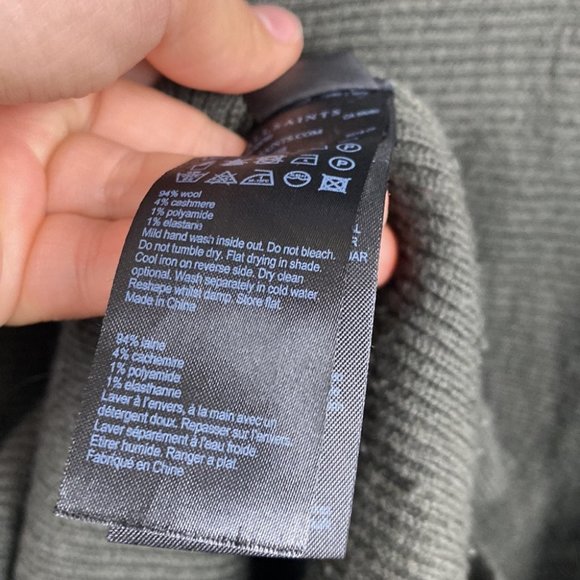 SAINTS
.COM
P
P
94% wool
4% cashmere
1% polyamide
1% elastane
Mild hand wash inside out. Do not bleach.
Do not tumble dry. Flat drying in shade.
Cool iron on reverse side. Dry clean
optional. Wash separately in cold water.
Reshape whilst damp. Store flat.
Made in China
94% laine
4% cachemire
1% polyamide
1% elasthanne
Laver à l'envers, à la main avec un
détergent doux. Repasser sur l'envers.
Laver séparément à l'eau froide
Etirer humide. Ranger a plat.
Fabriqué en Chine